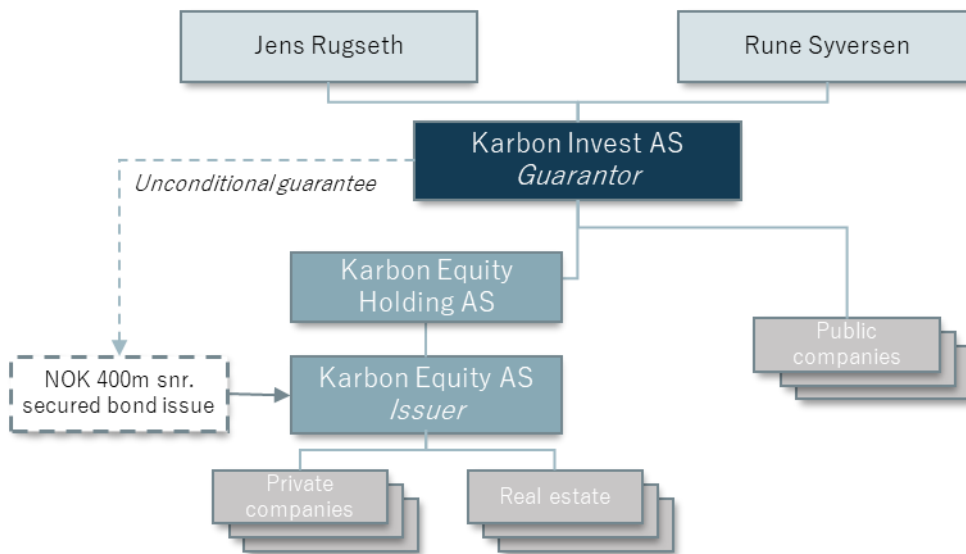 Jens Rugseth
Rune Syversen
Karbon Invest AS
Guarantor
Unconditional guarantee
Karbon Equity
Holding AS
Public
companies
NOK 400m snr.
secured bond issue
Karbon Equity AS
Issuer
Private
companies
Real estate